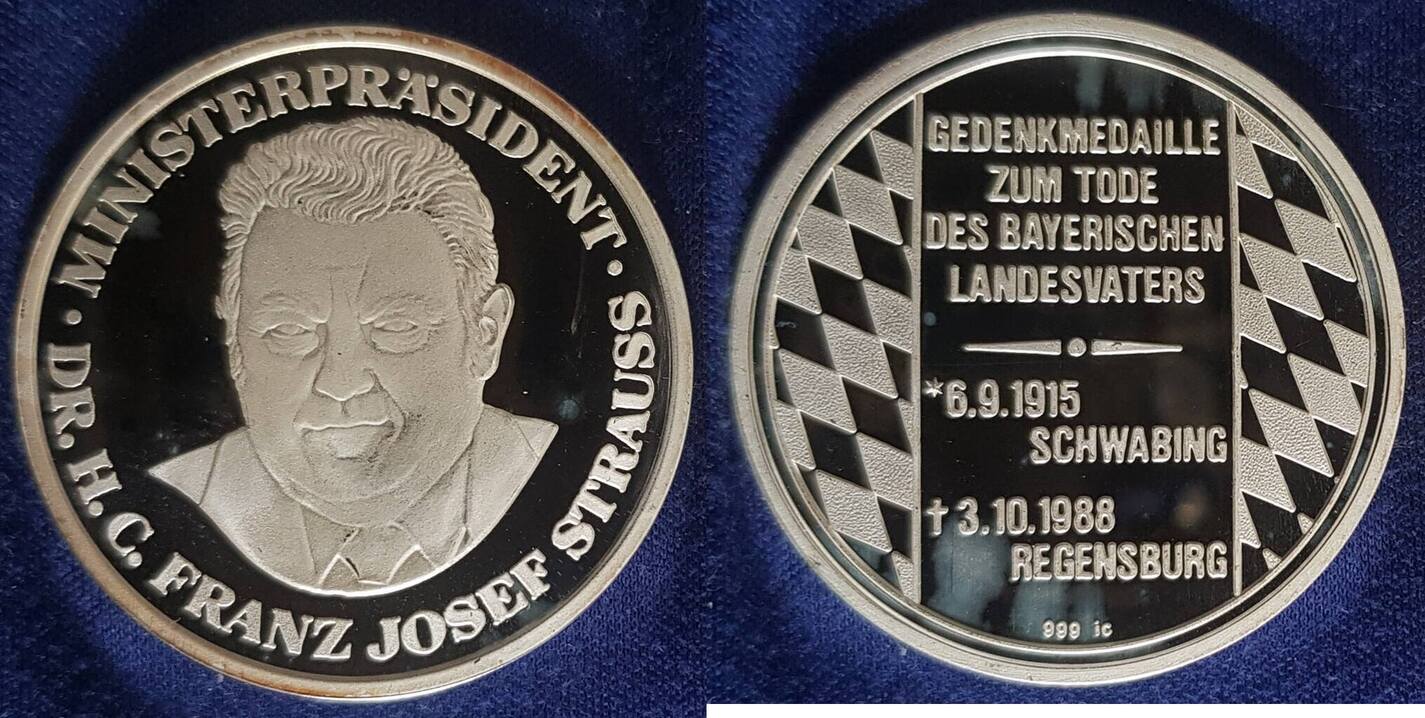 MINISTERPRÄSIDENT
· DR. H. C. FRANZ JOSEF STRAUSS ·
GEDENKMEDAILLE
ZUM TODE
DES BAYERISCHEN
LANDESVATERS
*6.9.1915
SCHWABING
†3.10.1988
REGENSBURG
999 ic